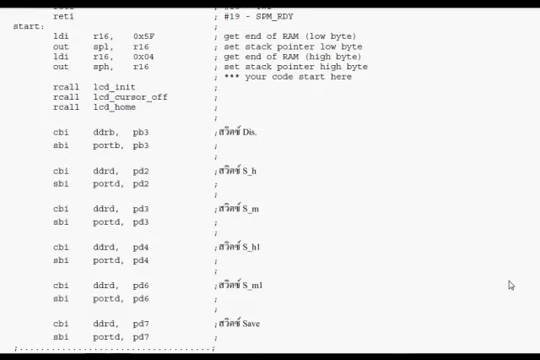 reti ; #19 - SPM_RDY
start: ;
ldi r16, 0x5F ; get end of RAM (low byte)
out spl, r16 ; set stack pointer low byte
ldi r16, 0x04 ; get end of RAM (high byte)
out sph, r16 ; set stack pointer high byte
; *** your code start here
rcall lcd_init ;
rcall lcd_cursor_off ;
rcall lcd_home ;
;
cbi ddrb, pb3 ;สวิตซ์ Dis.
sbi portb, pb3 ;
;
cbi ddrd, pd2 ;สวิตซ์ S_h
sbi portd, pd2 ;
;
cbi ddrd, pd3 ;สวิตซ์ S_m
sbi portd, pd3 ;
;
cbi ddrd, pd4 ;สวิตซ์ S_h1
sbi portd, pd4 ;
;
cbi ddrd, pd6 ;สวิตซ์ S_m1
sbi portd, pd6 ;
;
cbi ddrd, pd7 ;สวิตซ์ Save
sbi portd, pd7 ;
;....................................;